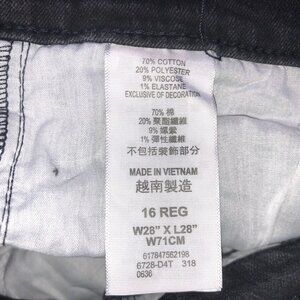 70% COTTON
20% POLYESTER
9% VISCOSE
1% ELASTANE
EXCLUSIVE OF DECORATION
70% 棉
20% 聚酯纖維
9% 嫘縈
1% 彈性纖維
不包括裝飾部分
MADE IN VIETNAM
越南製造
16 REG
W28" X L28"
W71CM
617847562198
6728-D4T 318
0636